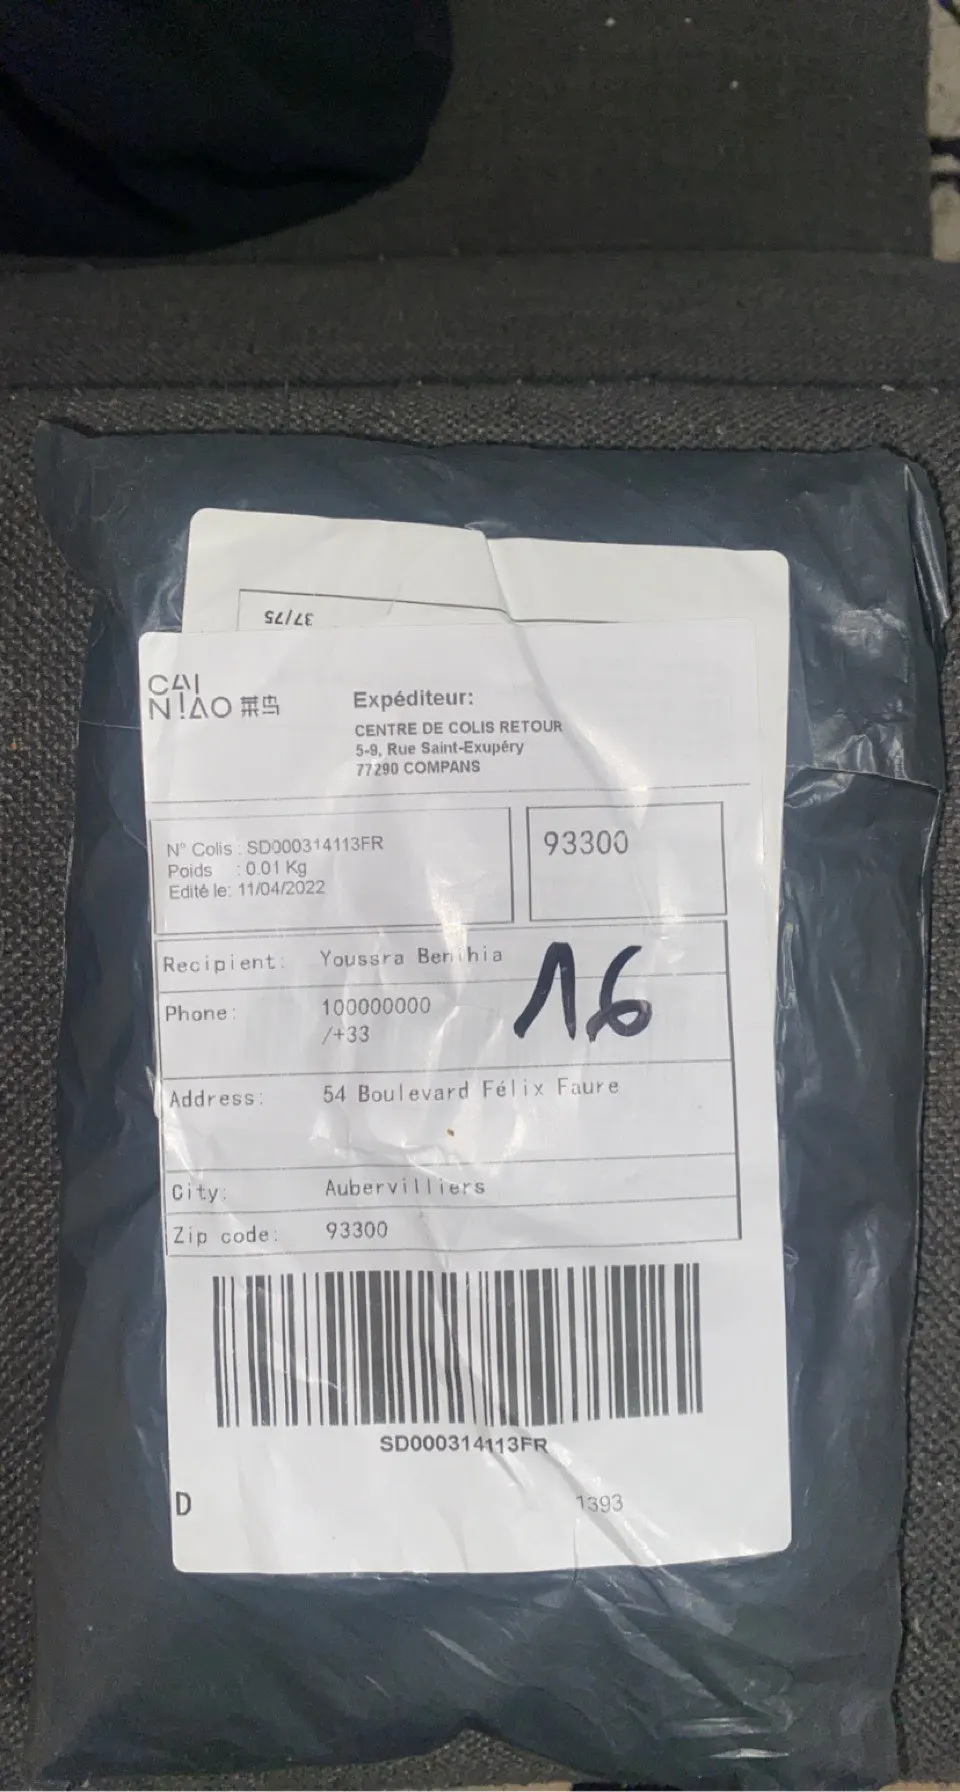 37/75
CAI
NIAO 菜鸟
Expéditeur:
CENTRE DE COLIS RETOUR
5-9, Rue Saint-Exupéry
77290 COMPANS
N° Colis : SD000314113FR
Poids : 0.01 Kg
Edité le: 11/04/2022
93300
Recipient: Youssra Benihia
16
Phone: 100000000
/+33
Address: 54 Boulevard Félix Faure
City: Aubervilliers
Zip code: 93300
SD000314113FR
D 1393